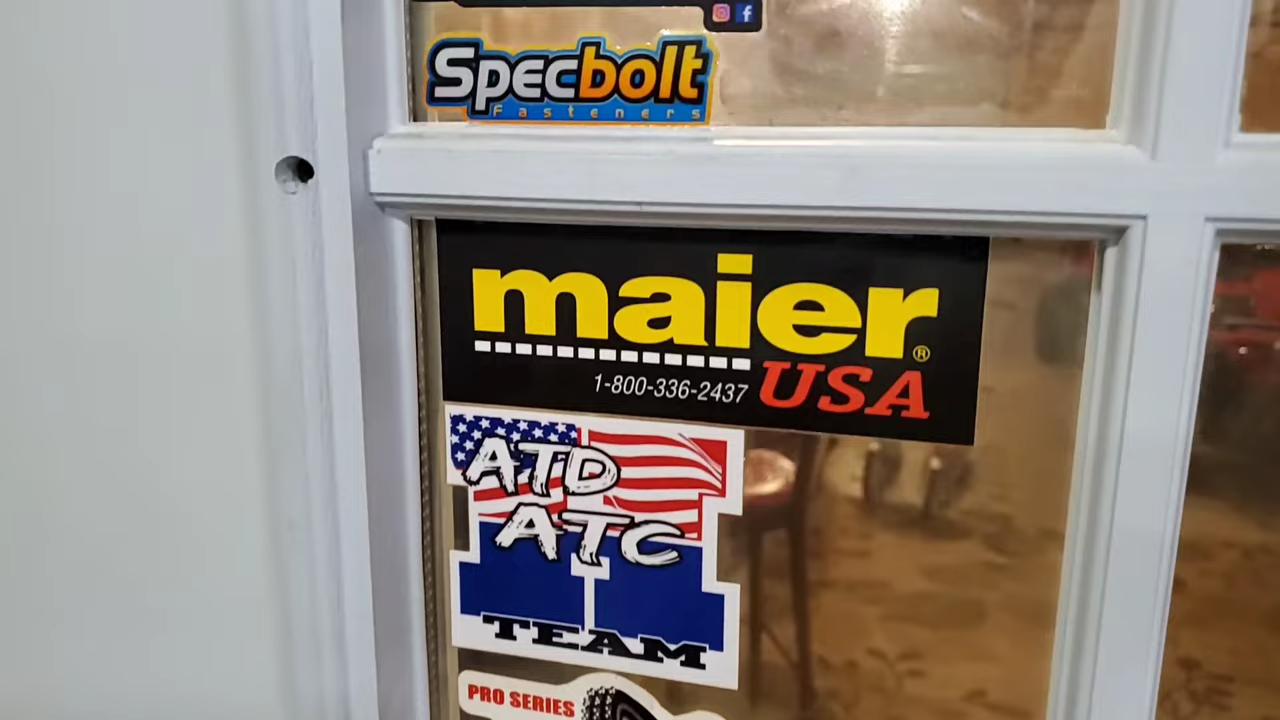 Specbolt
Fasteners
maier®
1-800-336-2437 USA
ATD
ATC
TEAM
PRO SERIES